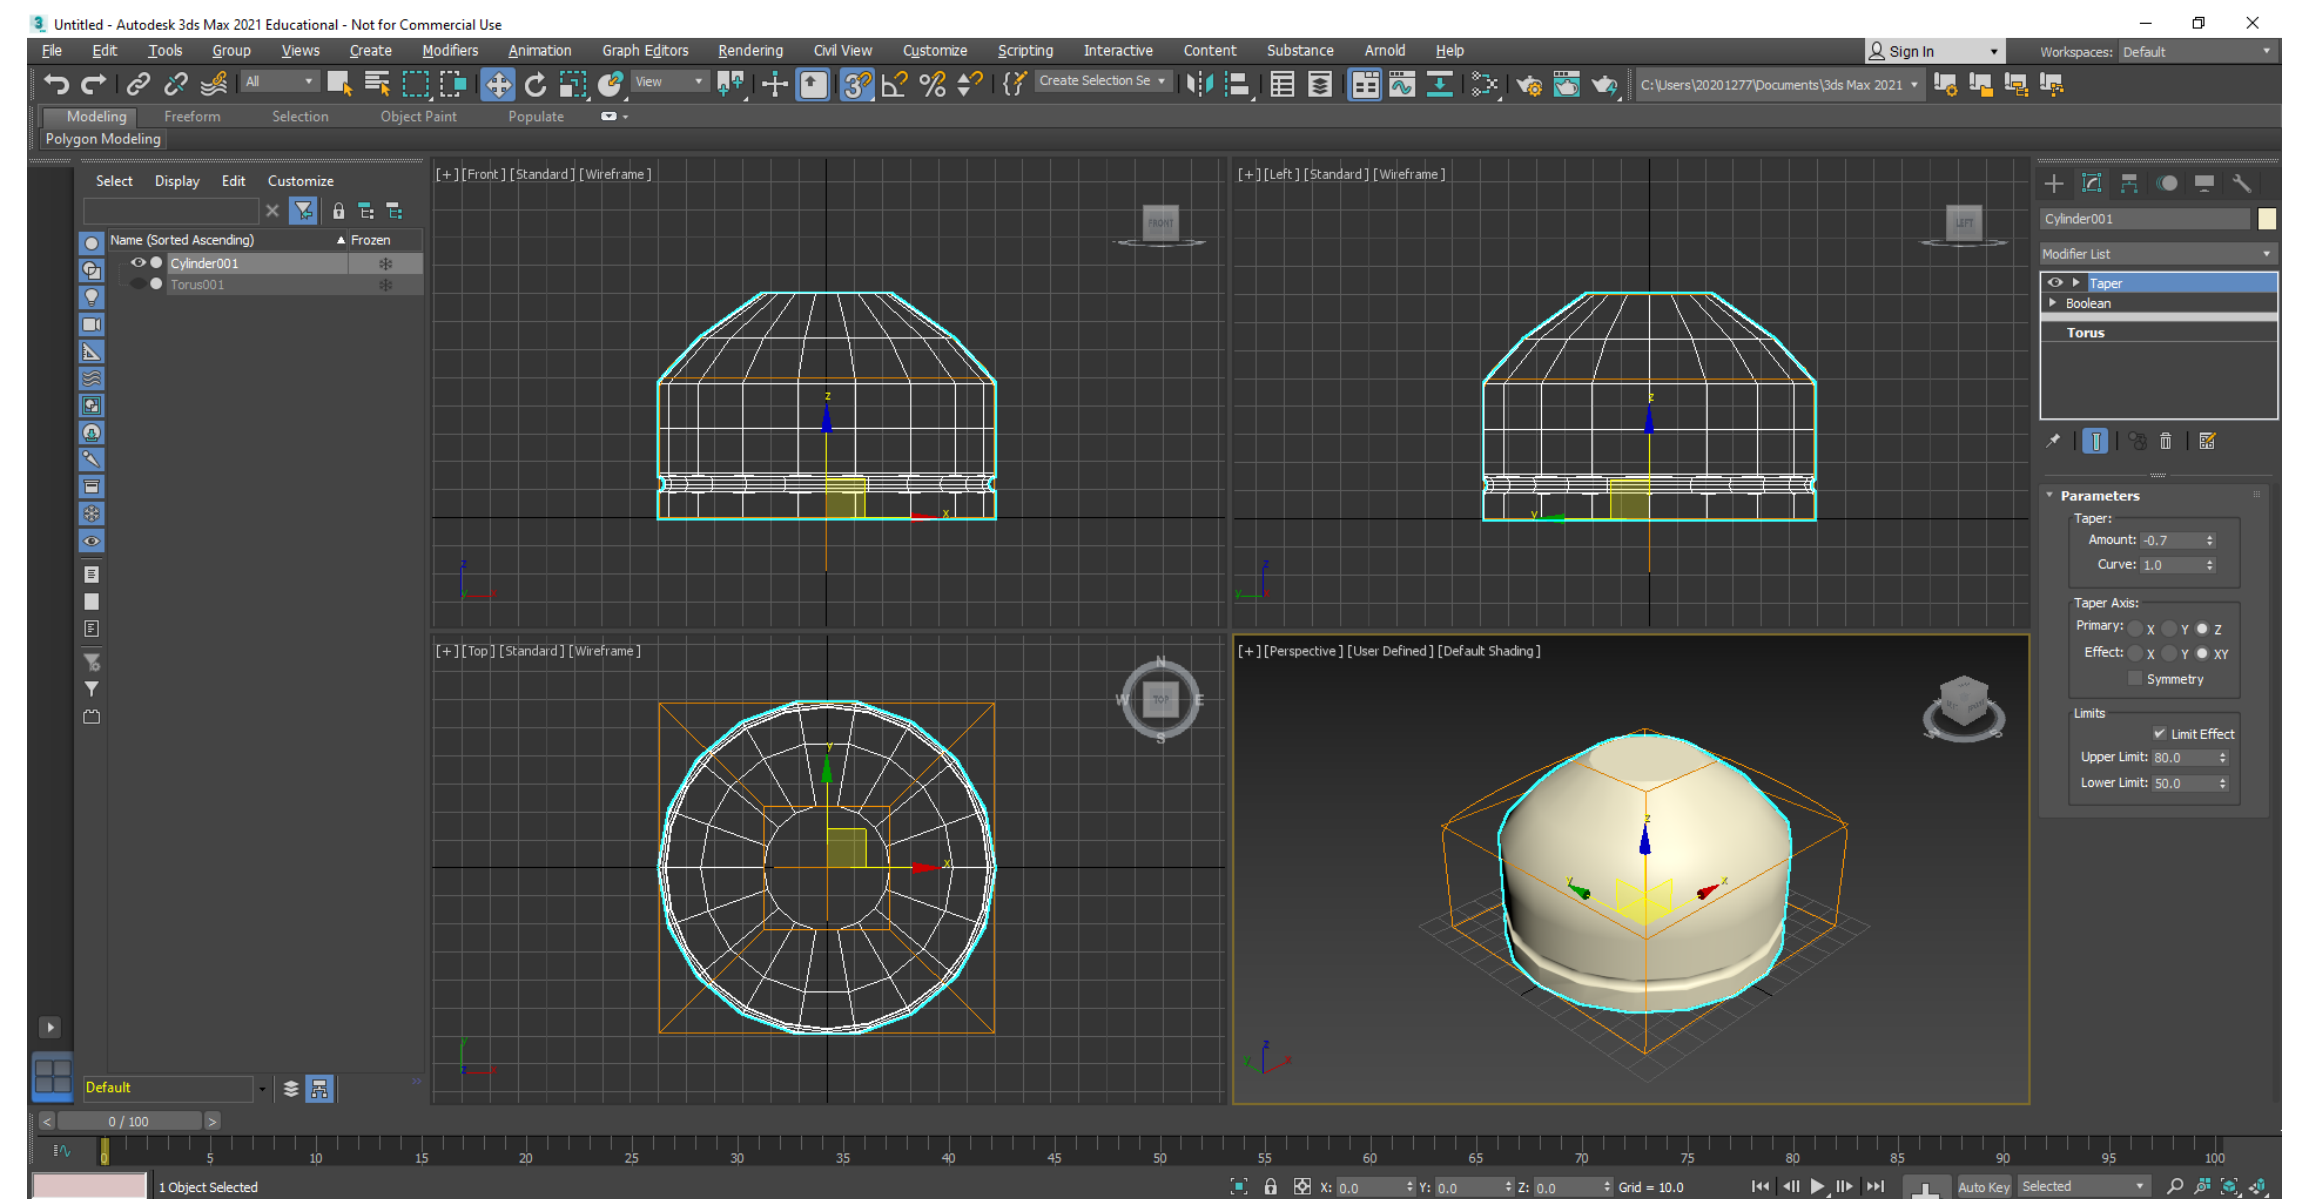 Untitled - Autodesk 3ds Max 2021 Educational - Not for Commercial Use
File Edit Tools Group Views Create Modifiers Animation Graph Editors Rendering Civil View Customize Scripting Interactive Content Substance Arnold Help Sign In Workspaces: Default
All View Create Selection Se C:\Users\20201277\Documents\3ds Max 2021
Modeling Freeform Selection Object Paint Populate
Polygon Modeling
Select Display Edit Customize
Name (Sorted Ascending) Frozen
Cylinder001
Torus001
Default
[+] [Front] [Standard] [Wireframe]
FRONT
z
x
z
y
[+] [Left] [Standard] [Wireframe]
LEFT
z
y
z
y
[+] [Top] [Standard] [Wireframe]
N
W TOP E
S
y
x
y
z
[+] [Perspective] [User Defined] [Default Shading]
z
y x
z
y x
Cylinder001
Modifier List
Taper
Boolean
Torus
Parameters
Taper:
Amount: -0.7
Curve: 1.0
Taper Axis:
Primary: X Y Z
Effect: X Y XY
Symmetry
Limits
Limit Effect
Upper Limit: 80.0
Lower Limit: 50.0
< 0 / 100 >
0 5 10 15 20 25 30 35 40 45 50 55 60 65 70 75 80 85 90 95 100
1 Object Selected X: 0.0 Y: 0.0 Z: 0.0 Grid = 10.0 Auto Key Selected